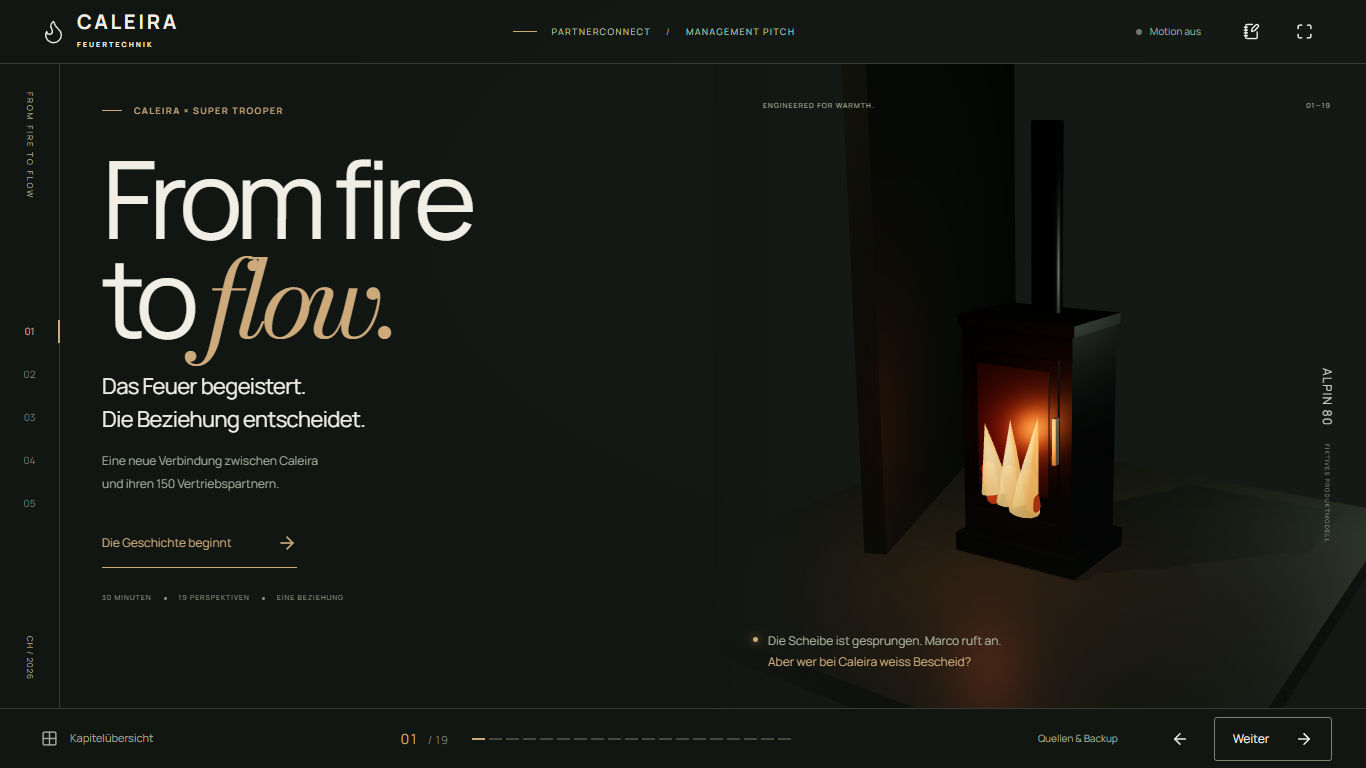 CALEIRA
FEUERTECHNIK
PARTNERCONNECT / MANAGEMENT PITCH
Motion aus
FROM FIRE TO FLOW
01
02
03
04
05
CH / 2026
CALEIRA × SUPER TROOPER
From fire
to flow.
Das Feuer begeistert.
Die Beziehung entscheidet.
Eine neue Verbindung zwischen Caleira
und ihren 150 Vertriebspartnern.
Die Geschichte beginnt
30 MINUTEN • 19 PERSPEKTIVEN • EINE BEZIEHUNG
ENGINEERED FOR WARMTH.
01—19
ALPIN 80
FIKTIVES PRODUKTMODELL
Die Scheibe ist gesprungen. Marco ruft an.
Aber wer bei Caleira weiss Bescheid?
Kapitelübersicht
01 / 19
Quellen & Backup
Weiter